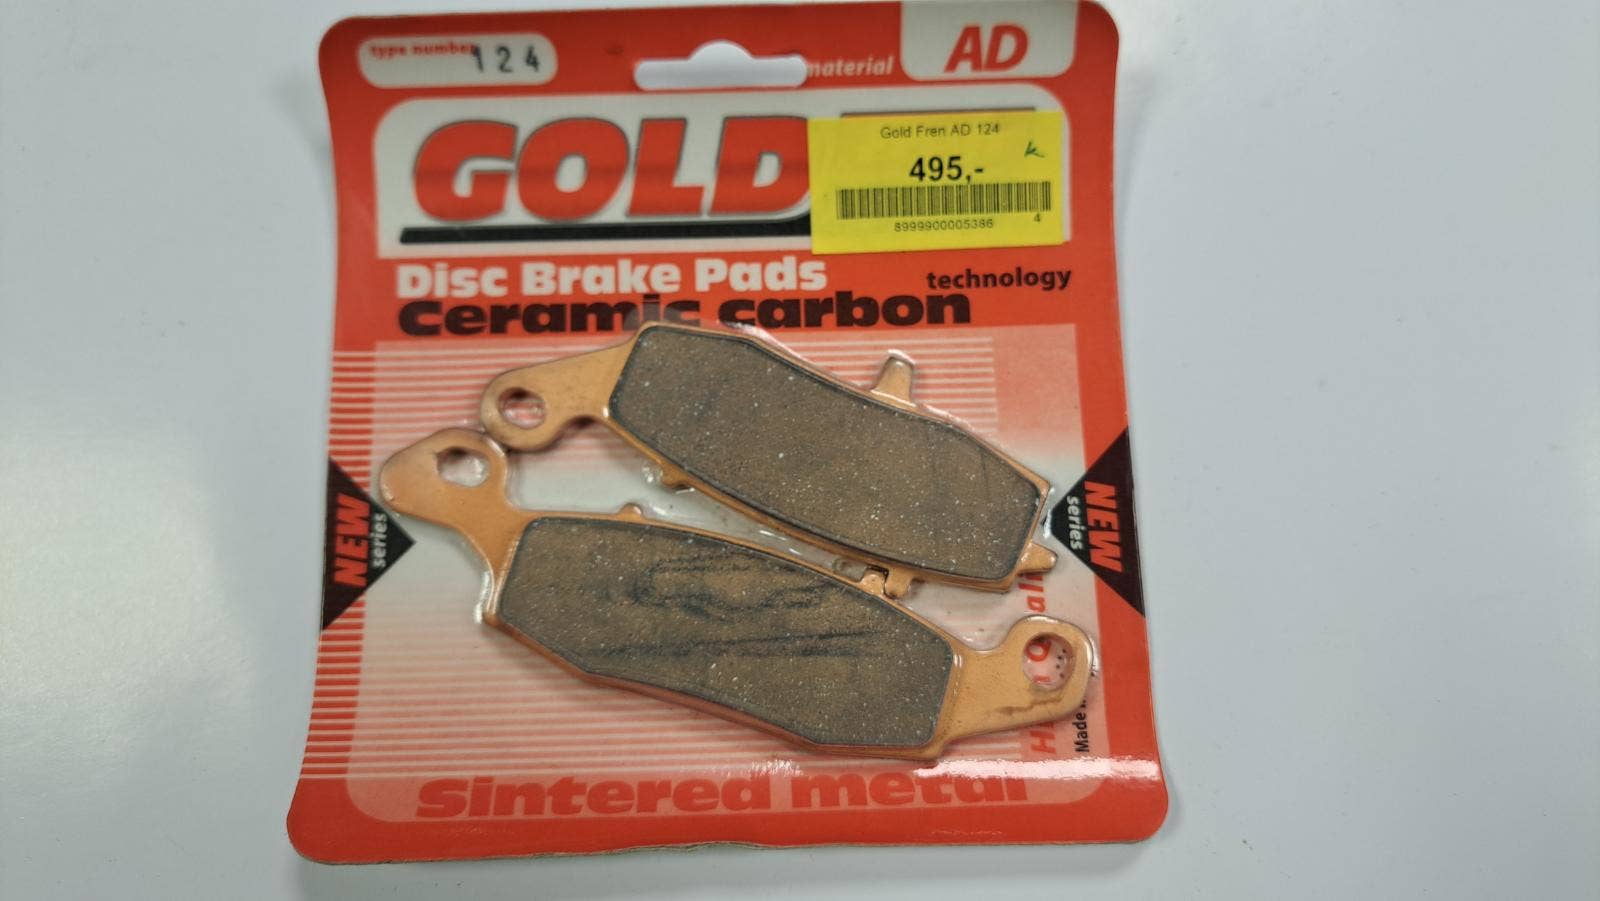 type number
124
material
AD
GOLD
Gold Fren AD 124
k
495,-
8999900005386
4
Disc Brake Pads
technology
Ceramic carbon
NEW
series
NEW
series
Made
Sintered metal